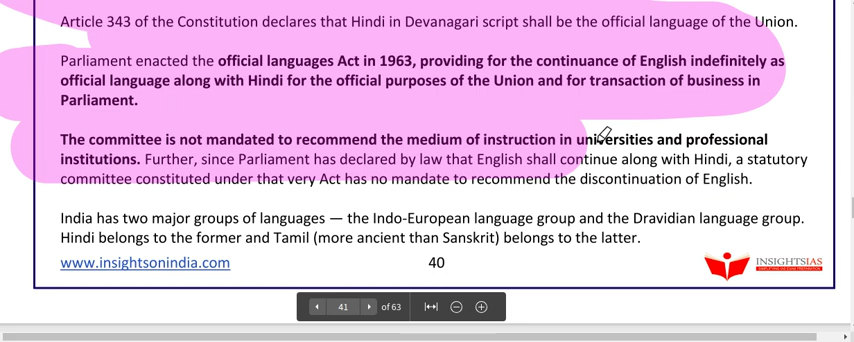 Article 343 of the Constitution declares that Hindi in Devanagari script shall be the official language of the Union.
Parliament enacted the official languages Act in 1963, providing for the continuance of English indefinitely as
official language along with Hindi for the official purposes of the Union and for transaction of business in
Parliament.
The committee is not mandated to recommend the medium of instruction in universities and professional
institutions. Further, since Parliament has declared by law that English shall continue along with Hindi, a statutory
committee constituted under that very Act has no mandate to recommend the discontinuation of English.
India has two major groups of languages — the Indo-European language group and the Dravidian language group.
Hindi belongs to the former and Tamil (more ancient than Sanskrit) belongs to the latter.
www.insightsonindia.com 40 INSIGHTSIAS
41 of 63